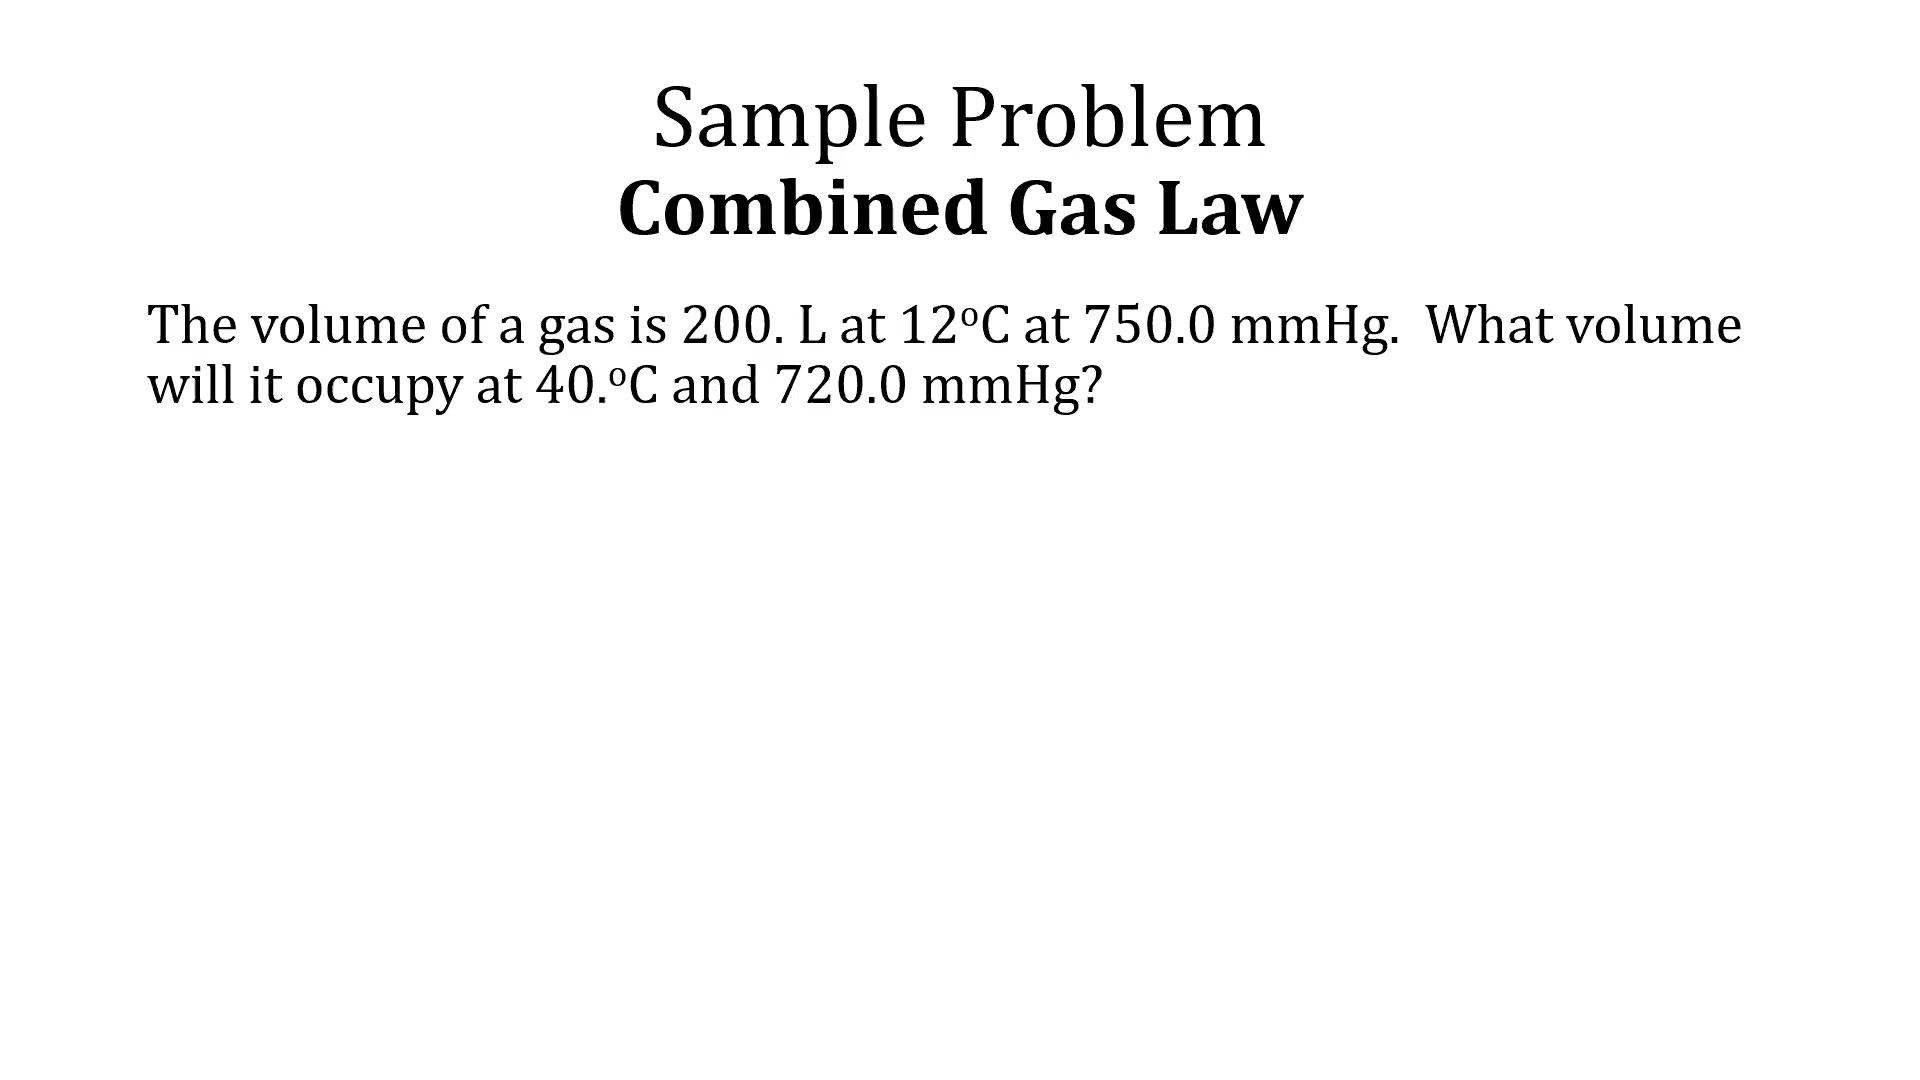 Sample Problem
Combined Gas Law
The volume of a gas is 200. L at 12ºC at 750.0 mmHg.  What volume
will it occupy at 40.ºC and 720.0 mmHg?